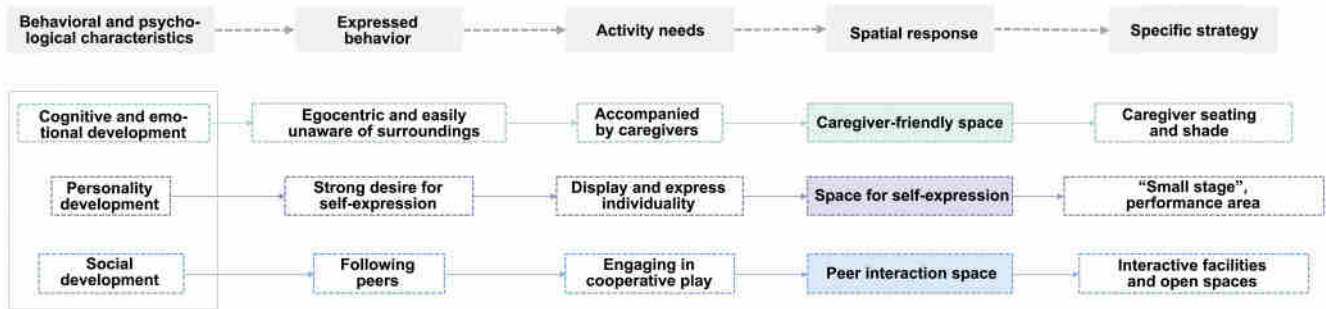 Behavioral and psycho-
logical characteristics
Expressed
behavior
Activity needs
Spatial response
Specific strategy
Cognitive and emo-
tional development
Egocentric and easily
unaware of surroundings
Accompanied
by caregivers
Caregiver-friendly space
Caregiver seating
and shade
Personality
development
Strong desire for
self-expression
Display and express
individuality
Space for self-expression
“Small stage”,
performance area
Social
development
Following
peers
Engaging in
cooperative play
Peer interaction space
Interactive facilities
and open spaces